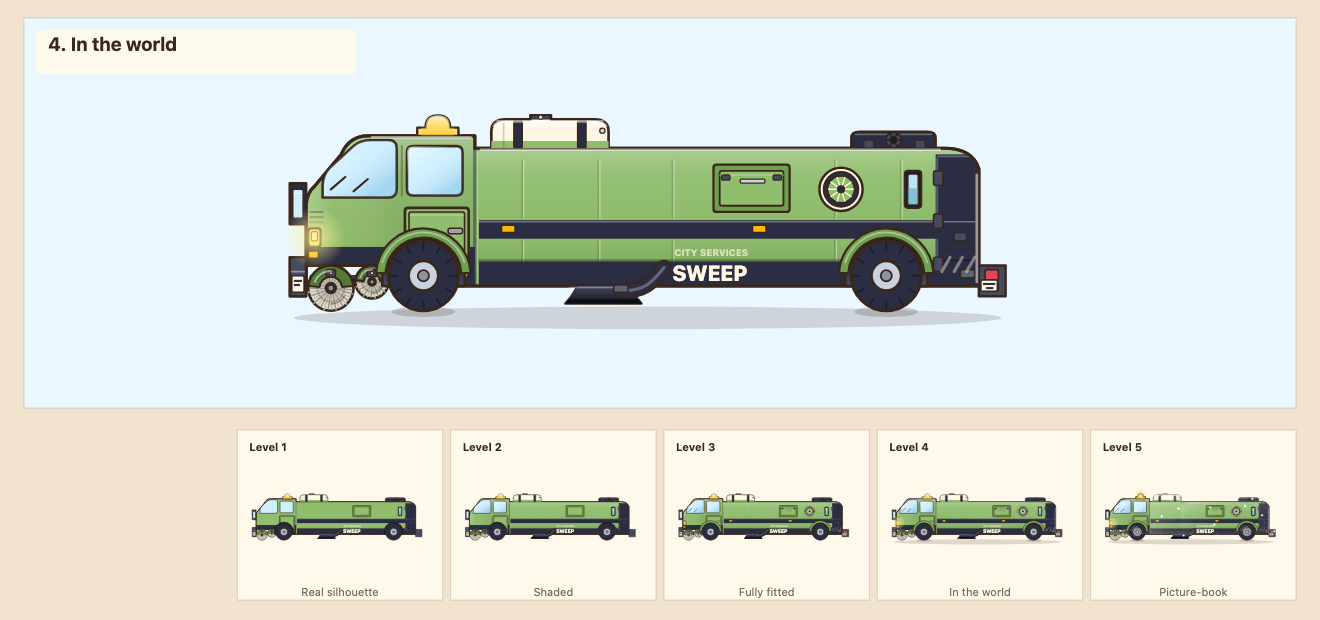 4. In the world
CITY SERVICES
SWEEP
Level 1
Level 2
Level 3
Level 4
Level 5
SWEEP
SWEEP
SWEEP
SWEEP
SWEEP
Real silhouette
Shaded
Fully fitted
In the world
Picture-book